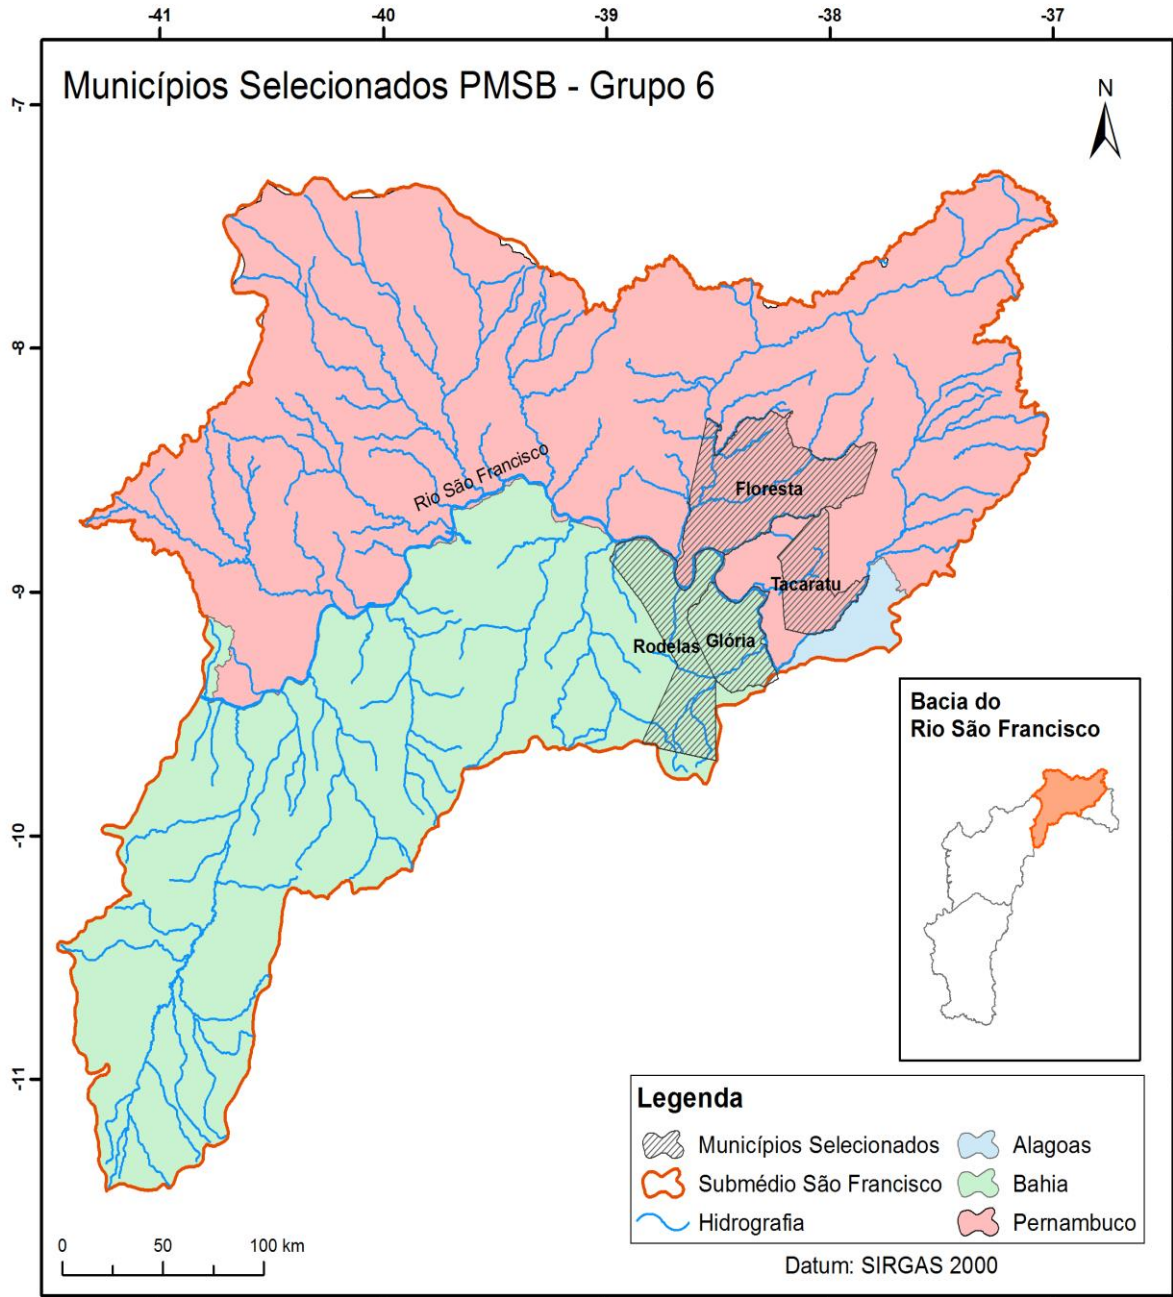 -41
-40
-39
-38
-37
Municípios Selecionados PMSB - Grupo 6
N
-7
-8
-9
-10
-11
Rio São Francisco
Floresta
Tacaratu
Rodelas
Glória
Bacia do
Rio São Francisco
Legenda
Municípios Selecionados
Alagoas
Submédio São Francisco
Bahia
Hidrografia
Pernambuco
0
50
100 km
Datum: SIRGAS 2000